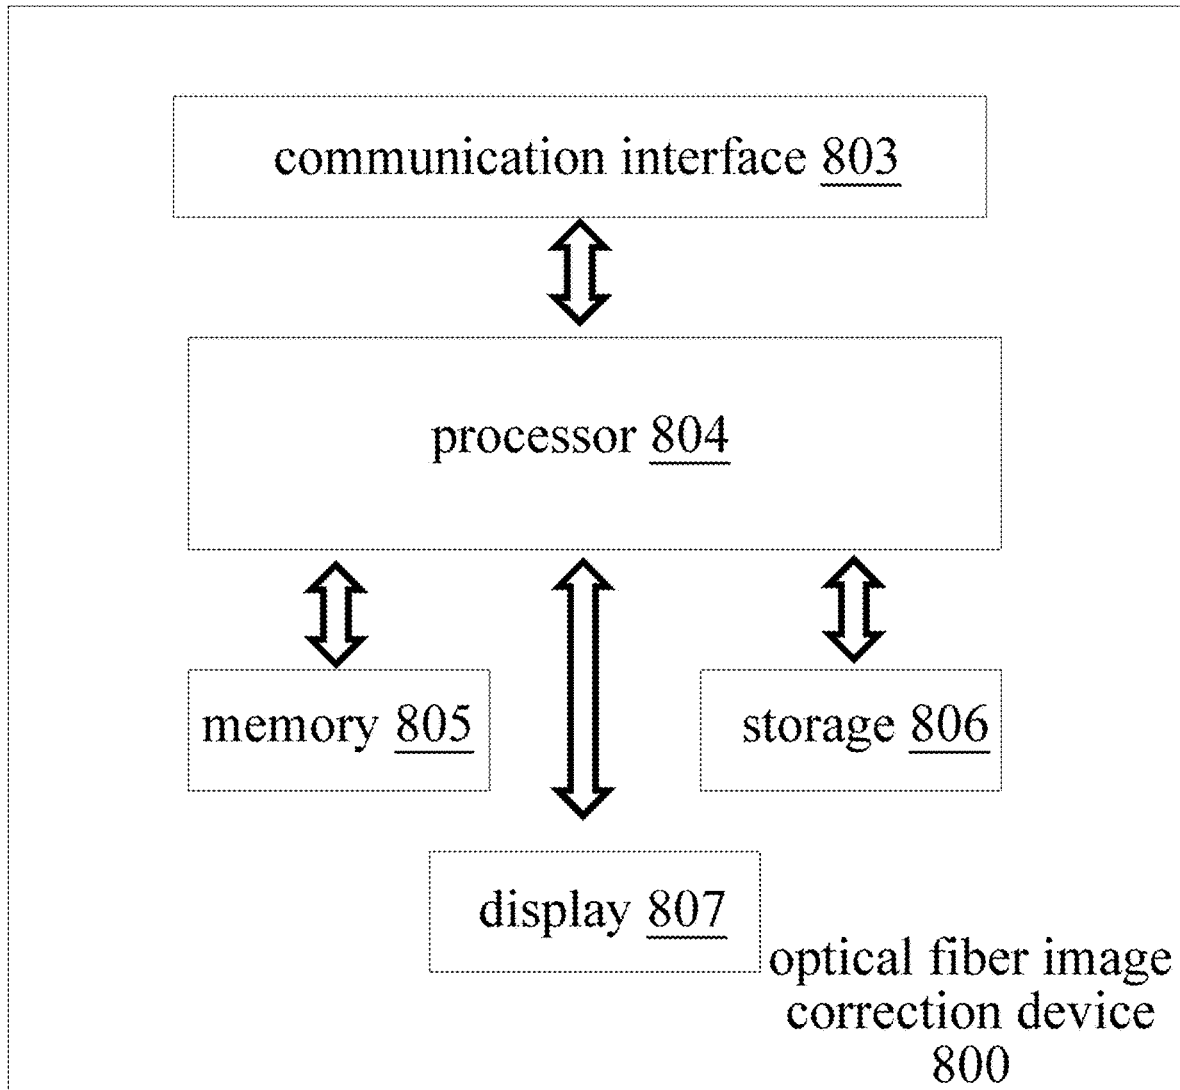 communication interface 803
processor 804
memory 805
storage 806
display 807
optical fiber image
correction device
800